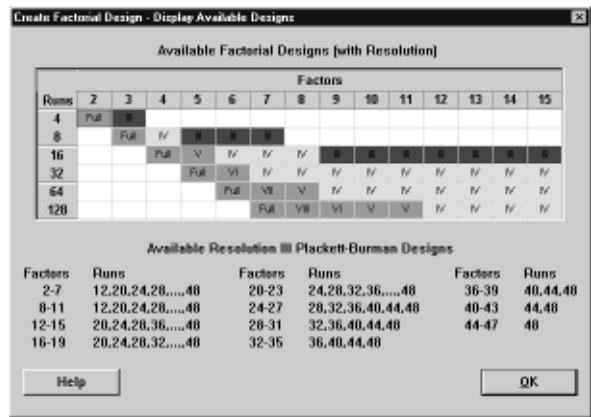 Create Factorial Design - Display Available Designs
Available Factorial Designs (with Resolution)
Factors
Runs 2 3 4 5 6 7 8 9 10 11 12 13 14 15
4 Full III
8 Full IV III III III
16 Full V IV IV IV III III III III III III III
32 Full VI IV IV IV IV IV IV IV IV IV
64 Full VII V IV IV IV IV IV IV IV
128 Full VIII VI V V IV IV IV IV
Available Resolution III Plackett-Burman Designs
Factors Runs Factors Runs Factors Runs
2-7 12,20,24,28,...,48 20-23 24,28,32,36,...,48 36-39 40,44,48
8-11 12,20,24,28,...,48 24-27 28,32,36,40,44,48 40-43 44,48
12-15 20,24,28,36,...,48 28-31 32,36,40,44,48 44-47 48
16-19 20,24,28,32,...,48 32-35 36,40,44,48
Help
OK